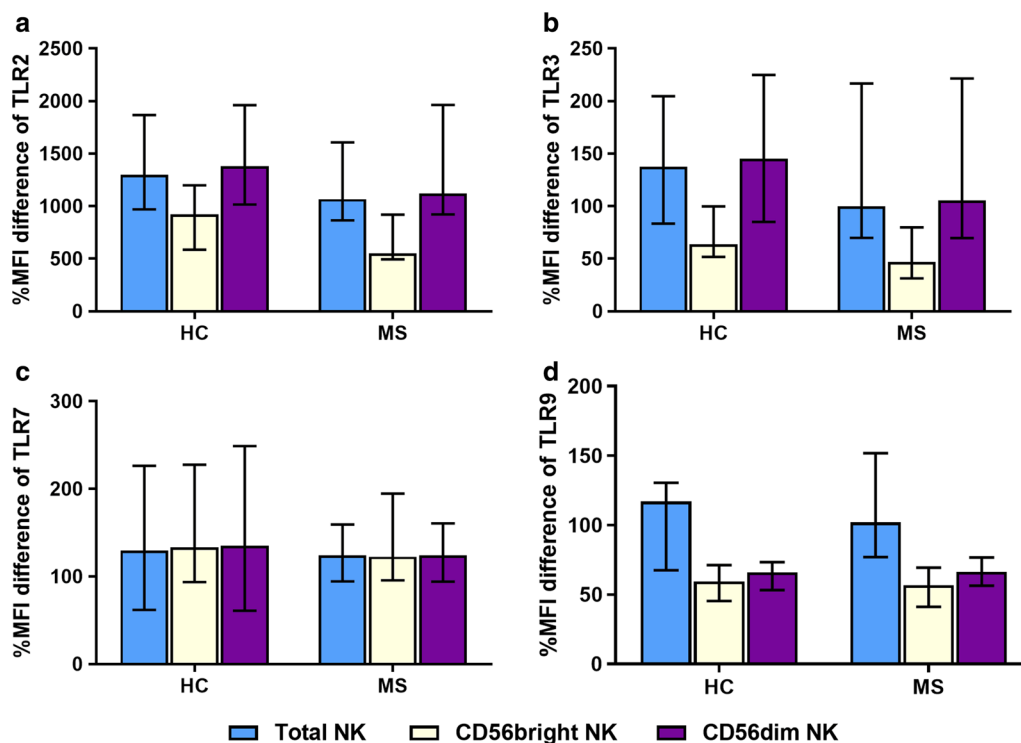 a
%MFI difference of TLR2
2500
2000
1500
1000
500
0
HC
MS
b
%MFI difference of TLR3
250
200
150
100
50
0
HC
MS
c
%MFI difference of TLR7
300
200
100
0
HC
MS
d
%MFI difference of TLR9
200
150
100
50
0
HC
MS
Total NK
CD56bright NK
CD56dim NK